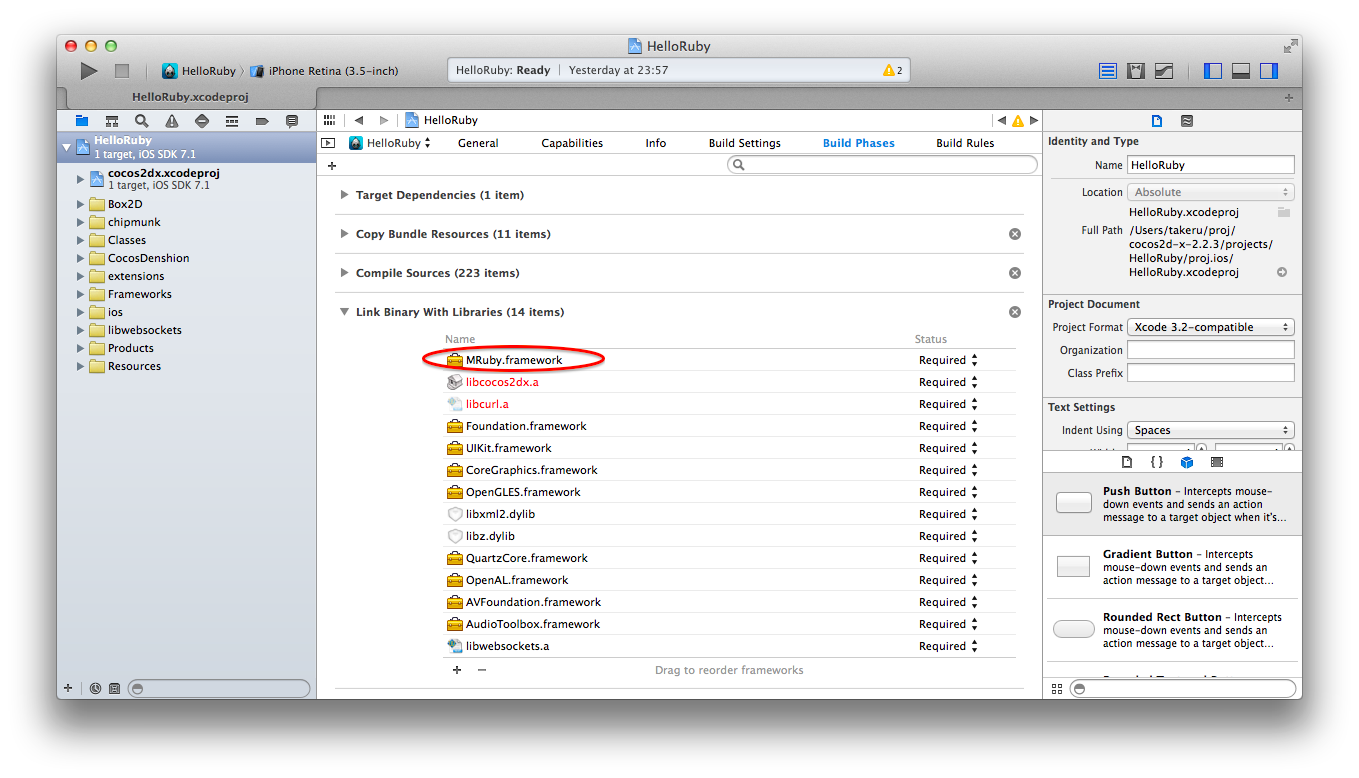 HelloRuby
HelloRuby 〉 iPhone Retina (3.5-inch)
HelloRuby: Ready | Yesterday at 23:57
2
HelloRuby.xcodeproj
HelloRuby
1 target, iOS SDK 7.1
cocos2dx.xcodeproj
1 target, iOS SDK 7.1
Box2D
chipmunk
Classes
CocosDenshion
extensions
Frameworks
ios
libwebsockets
Products
Resources
HelloRuby
HelloRuby
General
Capabilities
Info
Build Settings
Build Phases
Build Rules
Target Dependencies (1 item)
Copy Bundle Resources (11 items)
Compile Sources (223 items)
Link Binary With Libraries (14 items)
Name Status
MRuby.framework Required
libcocos2dx.a Required
libcurl.a Required
Foundation.framework Required
UIKit.framework Required
CoreGraphics.framework Required
OpenGLES.framework Required
libxml2.dylib Required
libz.dylib Required
QuartzCore.framework Required
OpenAL.framework Required
AVFoundation.framework Required
AudioToolbox.framework Required
libwebsockets.a Required
+ − Drag to reorder frameworks
Identity and Type
Name HelloRuby
Location Absolute
HelloRuby.xcodeproj
Full Path /Users/takeru/proj/
cocos2d-x-2.2.3/projects/
HelloRuby/proj.ios/
HelloRuby.xcodeproj
Project Document
Project Format Xcode 3.2-compatible
Organization
Class Prefix
Text Settings
Indent Using Spaces
{ }
Push Button – Intercepts mouse-
down events and sends an action
message to a target object when it's...
Gradient Button – Intercepts
mouse-down events and sends an
action message to a target object...
Rounded Rect Button – Intercepts
mouse-down events and sends an
action message to a target object...